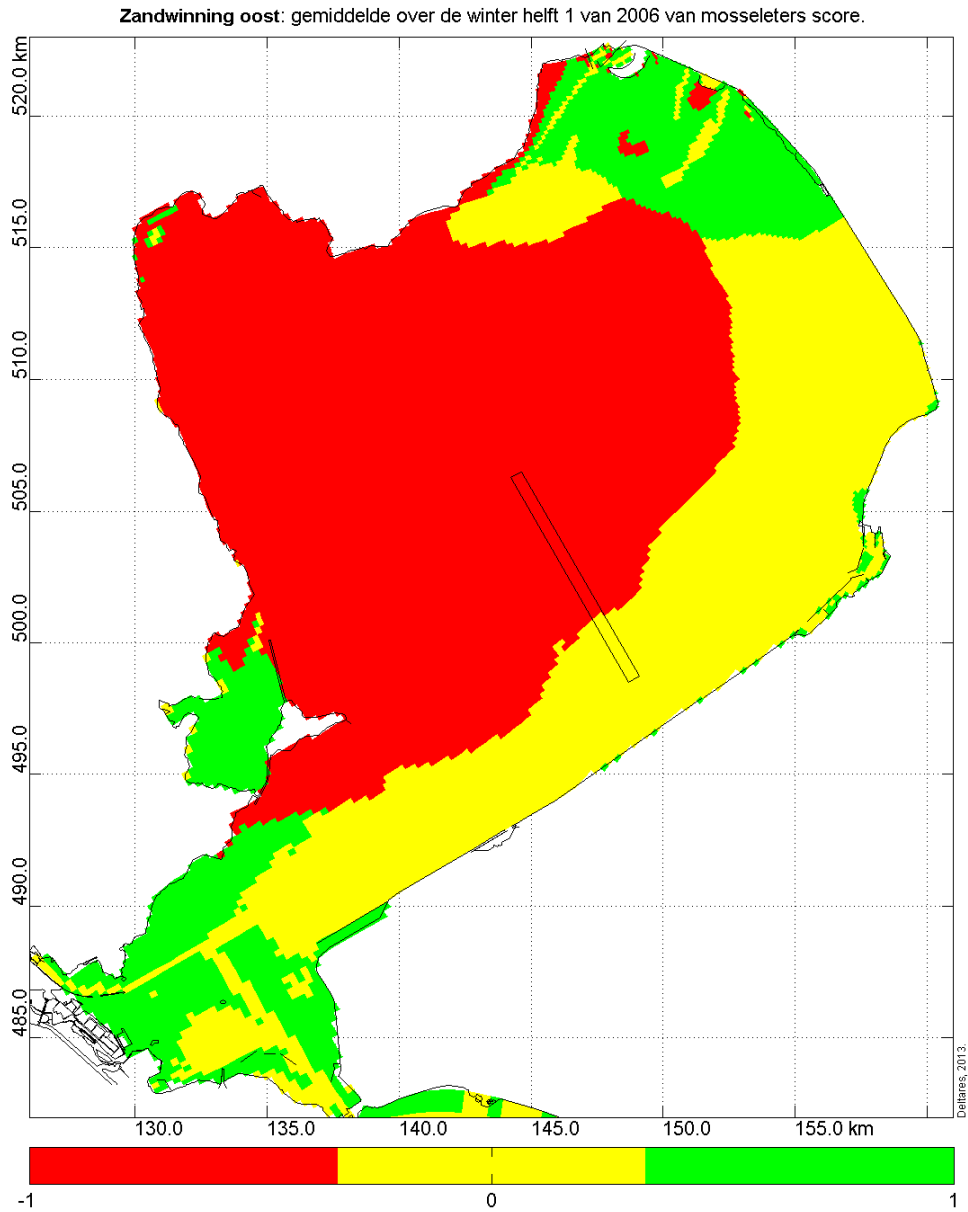 Zandwinning oost: gemiddelde over de winter helft 1 van 2006 van mosseleters score.
520.0 km
515.0
510.0
505.0
500.0
495.0
490.0
485.0
130.0 135.0 140.0 145.0 150.0 155.0 km
Deltares, 2013.
-1 0 1